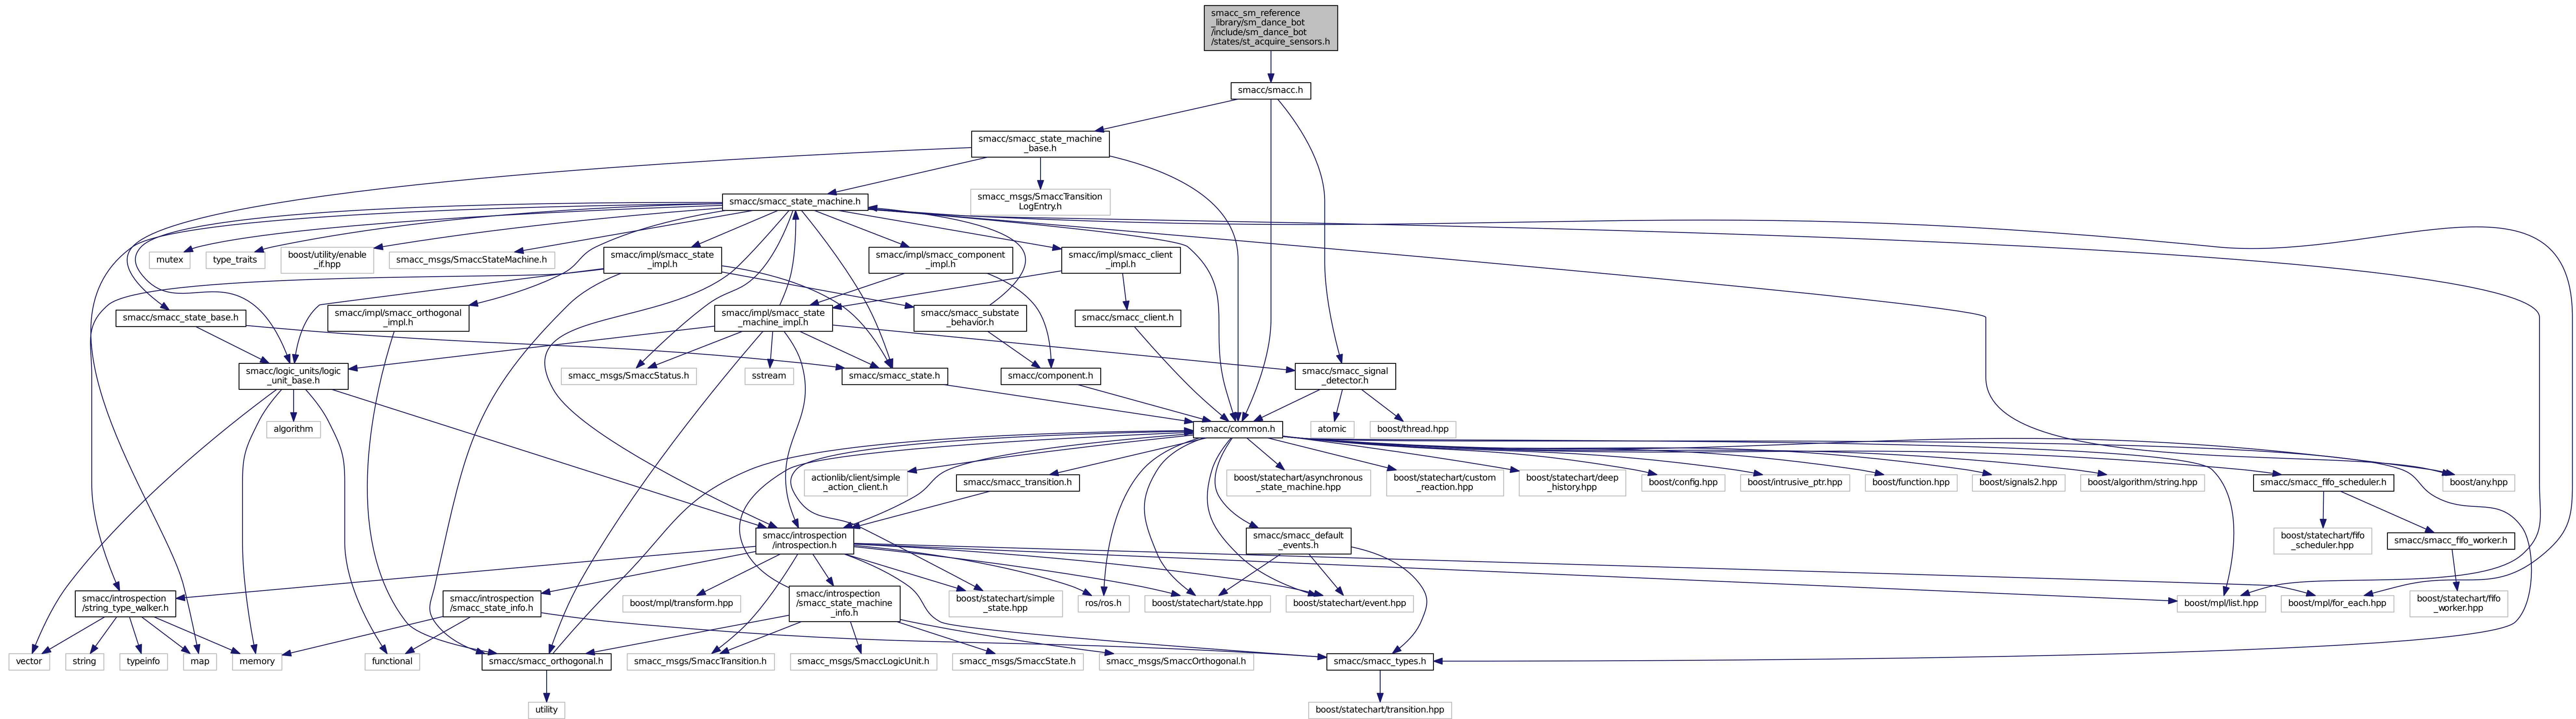 smacc_sm_reference
_library/sm_dance_bot
/include/sm_dance_bot
/states/st_acquire_sensors.h
smacc/smacc.h
smacc/smacc_state_machine
_base.h
smacc/smacc_state_machine.h
smacc_msgs/SmaccTransition
LogEntry.h
mutex
type_traits
boost/utility/enable
_if.hpp
smacc_msgs/SmaccStateMachine.h
smacc/impl/smacc_state
_impl.h
smacc/impl/smacc_component
_impl.h
smacc/impl/smacc_client
_impl.h
smacc/smacc_state_base.h
smacc/impl/smacc_orthogonal
_impl.h
smacc/impl/smacc_state
_machine_impl.h
smacc/smacc_substate
_behavior.h
smacc/smacc_client.h
smacc/logic_units/logic
_unit_base.h
smacc_msgs/SmaccStatus.h
sstream
smacc/smacc_state.h
smacc/component.h
smacc/smacc_signal
_detector.h
algorithm
smacc/common.h
atomic
boost/thread.hpp
actionlib/client/simple
_action_client.h
smacc/smacc_transition.h
boost/statechart/asynchronous
_state_machine.hpp
boost/statechart/custom
_reaction.hpp
boost/statechart/deep
_history.hpp
boost/config.hpp
boost/intrusive_ptr.hpp
boost/function.hpp
boost/signals2.hpp
boost/algorithm/string.hpp
smacc/smacc_fifo_scheduler.h
boost/any.hpp
smacc/introspection
/introspection.h
smacc/smacc_default
_events.h
boost/statechart/fifo
_scheduler.hpp
smacc/smacc_fifo_worker.h
smacc/introspection
/string_type_walker.h
smacc/introspection
/smacc_state_info.h
boost/mpl/transform.hpp
smacc/introspection
/smacc_state_machine
_info.h
boost/statechart/simple
_state.hpp
ros/ros.h
boost/statechart/state.hpp
boost/statechart/event.hpp
boost/mpl/list.hpp
boost/mpl/for_each.hpp
boost/statechart/fifo
_worker.hpp
vector
string
typeinfo
map
memory
functional
smacc/smacc_orthogonal.h
smacc_msgs/SmaccTransition.h
smacc_msgs/SmaccLogicUnit.h
smacc_msgs/SmaccState.h
smacc_msgs/SmaccOrthogonal.h
smacc/smacc_types.h
utility
boost/statechart/transition.hpp